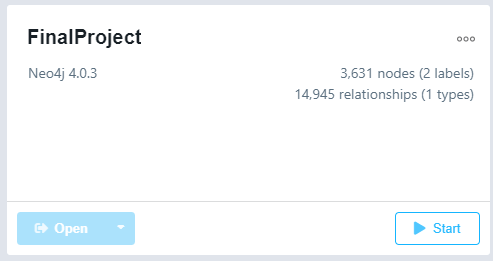 FinalProject
Neo4j 4.0.3
3,631 nodes (2 labels)
14,945 relationships (1 types)
Open
Start